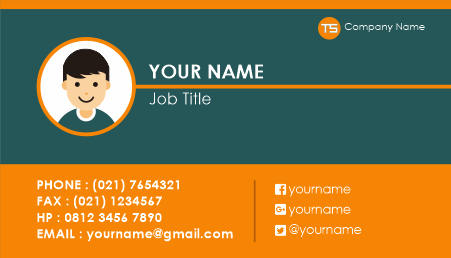 TS Company Name
YOUR NAME
Job Title
PHONE : (021) 7654321
FAX : (021) 1234567
HP : 0812 3456 7890
EMAIL : yourname@gmail.com
f yourname
G+ yourname
@yourname